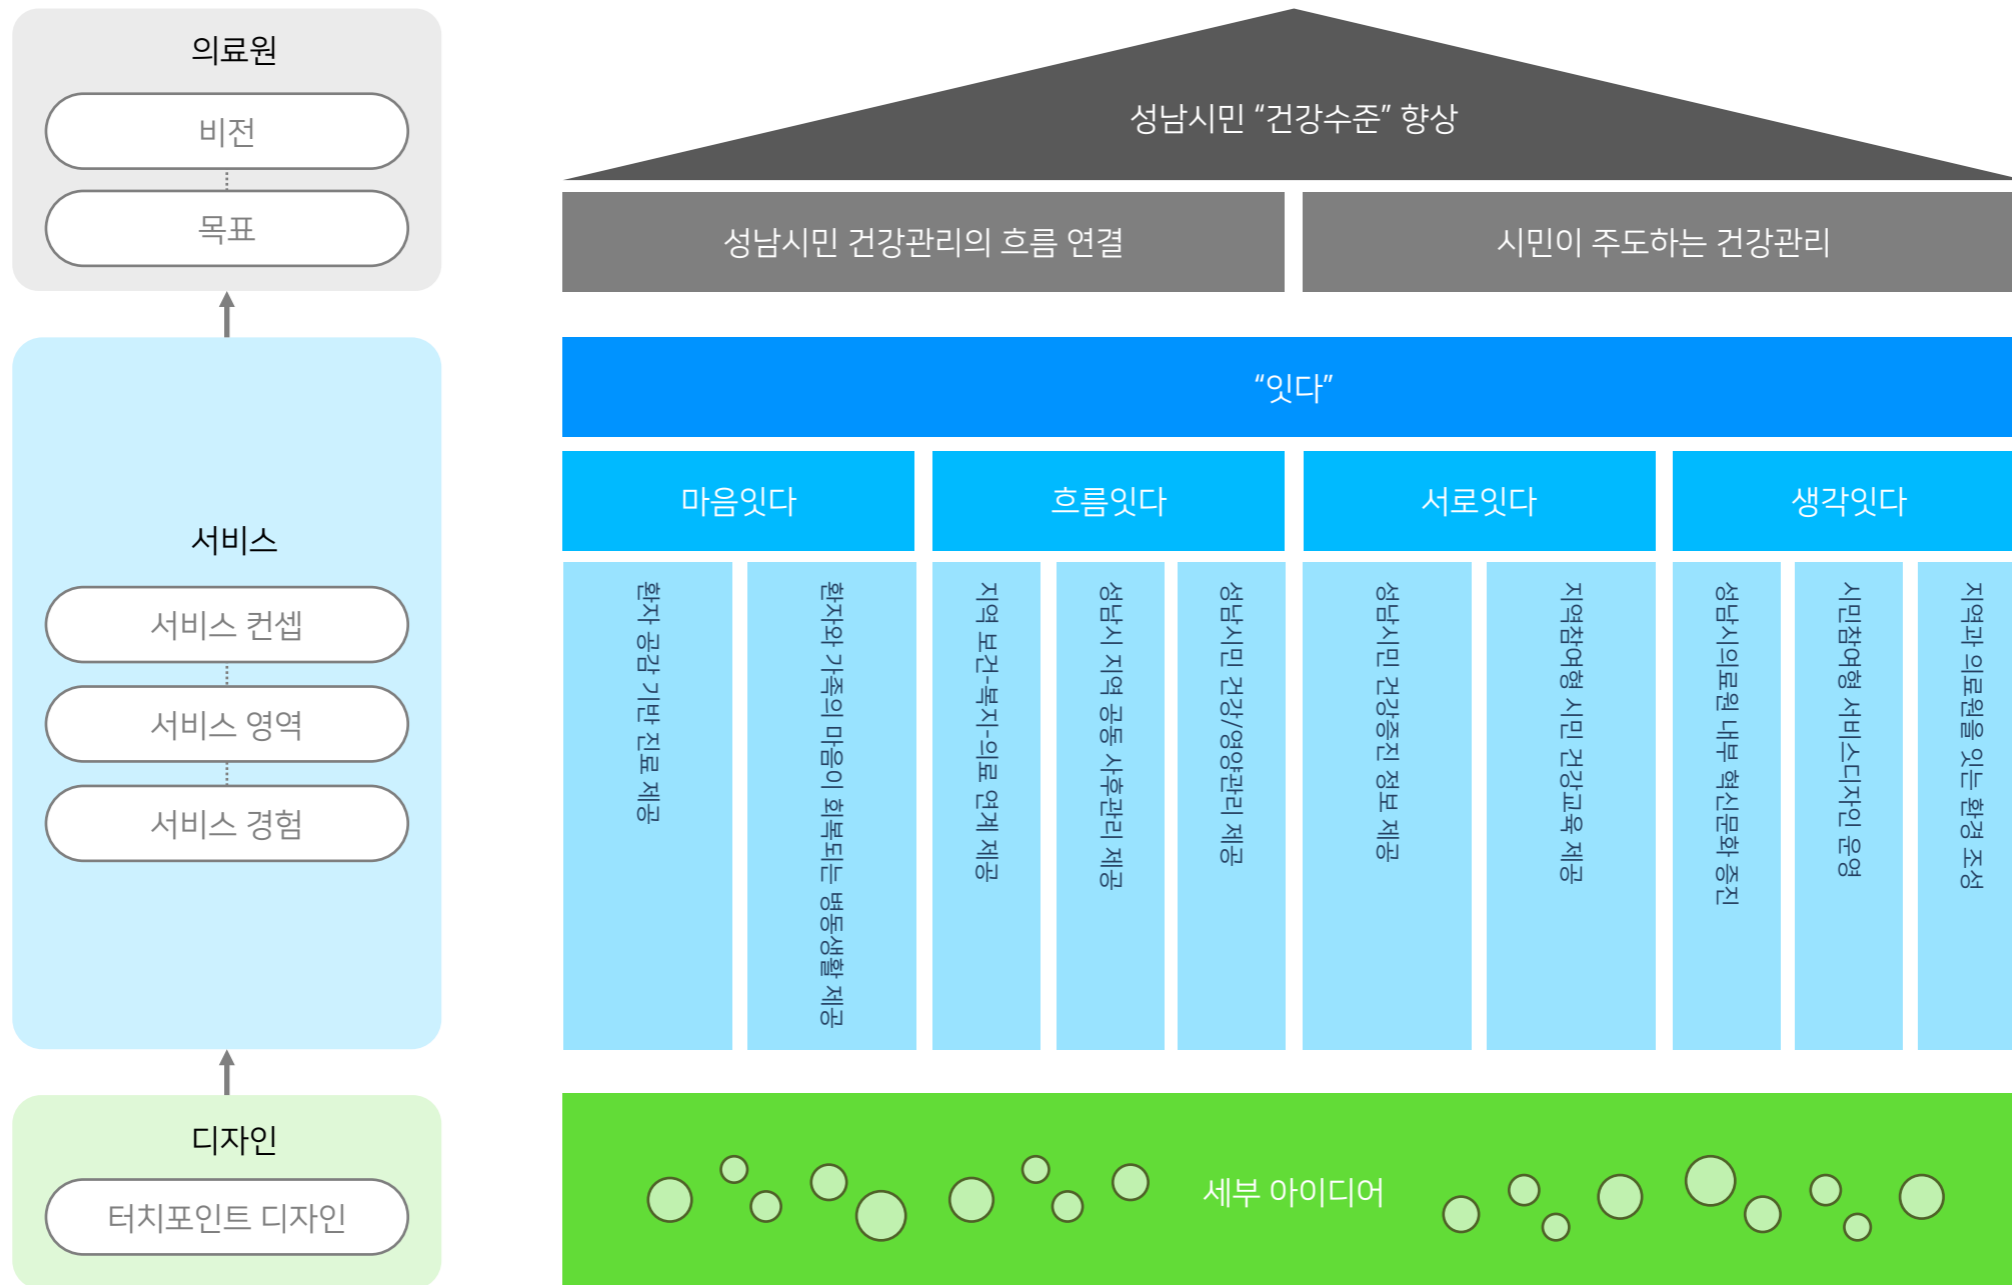 의료원
비전
목표
서비스
서비스 컨셉
서비스 영역
서비스 경험
디자인
터치포인트 디자인
성남시민 “건강수준” 향상
성남시민 건강관리의 흐름 연결
시민이 주도하는 건강관리
“잇다”
마음잇다
흐름잇다
서로잇다
생각잇다
환자 공감 기반 진료 제공
환자와 가족의 마음이 회복되는 병동생활 제공
지역 보건-복지-의료 연계 제공
성남시 지역 공동 사후관리 제공
성남시민 건강/영양관리 제공
성남시민 건강증진 정보 제공
지역참여형 시민 건강교육 제공
성남시의료원 내부 혁신문화 증진
시민참여형 서비스디자인 운영
지역과 의료원을 잇는 환경 조성
세부 아이디어